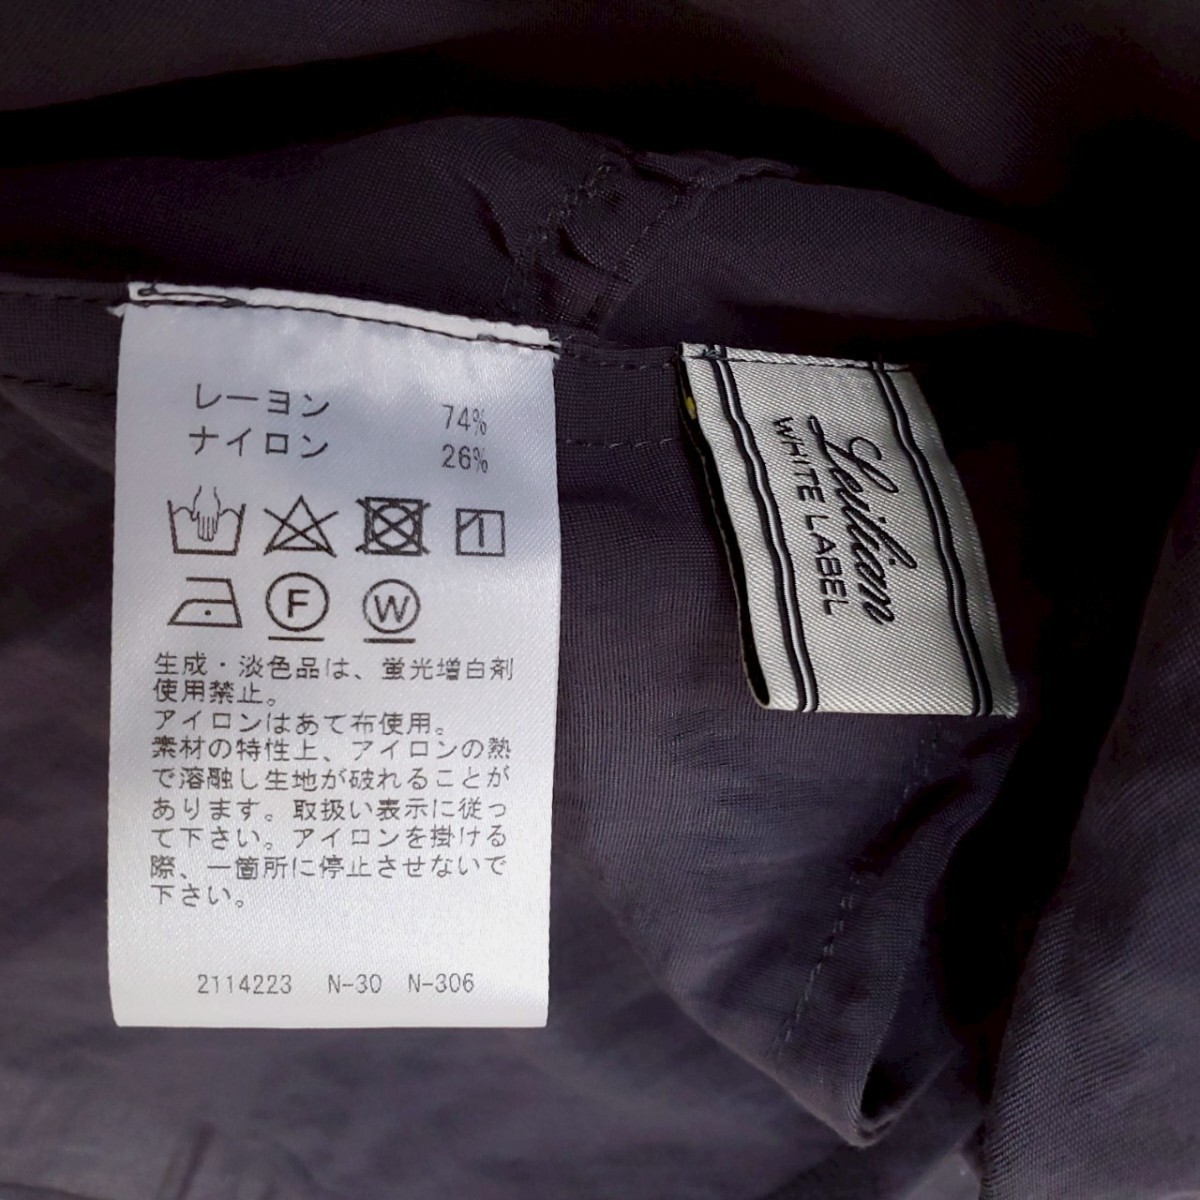 レーヨン 74%
ナイロン 26%
F W
生成・淡色品は、蛍光増白剤
使用禁止。
アイロンはあて布使用。
素材の特性上、アイロンの熱
で溶融し生地が破れることが
あります。取扱い表示に従っ
て下さい。アイロンを掛ける
際、一箇所に停止させないで
下さい。
2114223 N-30 N-306
WHITE LABEL